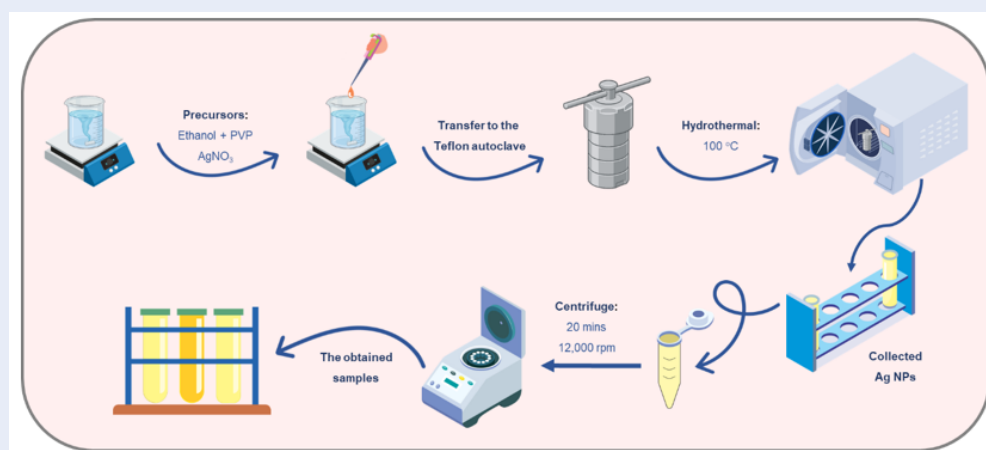 Precursors:
Ethanol + PVP
AgNO₃
Transfer to the
Teflon autoclave
Hydrothermal:
100 °C
Collected
Ag NPs
Centrifuge:
20 mins
12,000 rpm
The obtained
samples